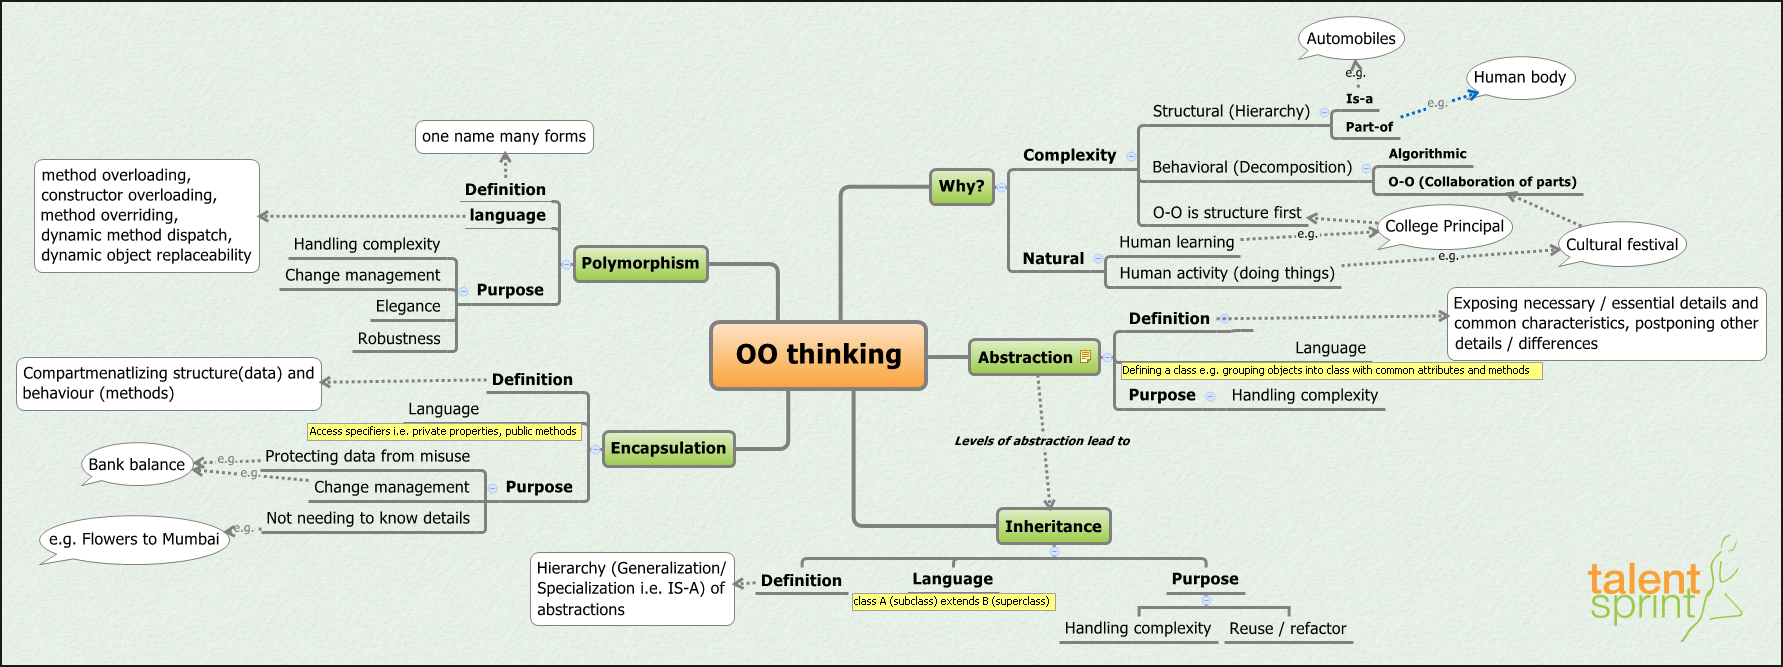 OO thinking
Why?
Complexity
Structural (Hierarchy)
Is-a
e.g.
Automobiles
Part-of
e.g.
Human body
Behavioral (Decomposition)
Algorithmic
O-O (Collaboration of parts)
O-O is structure first
Natural
Human learning
e.g.
College Principal
Human activity (doing things)
e.g.
Cultural festival
Abstraction
Definition
Exposing necessary / essential details and
common characteristics, postponing other
details / differences
Language
Defining a class e.g. grouping objects into class with common attributes and methods
Purpose
Handling complexity
Levels of abstraction lead to
Inheritance
Definition
Hierarchy (Generalization/
Specialization i.e. IS-A) of
abstractions
Language
class A (subclass) extends B (superclass)
Purpose
Handling complexity
Reuse / refactor
Polymorphism
Definition
one name many forms
language
method overloading,
constructor overloading,
method overriding,
dynamic method dispatch,
dynamic object replaceability
Purpose
Handling complexity
Change management
Elegance
Robustness
Encapsulation
Definition
Compartmenatlizing structure(data) and
behaviour (methods)
Language
Access specifiers i.e. private properties, public methods
Purpose
Protecting data from misuse
e.g.
Bank balance
Change management
e.g.
Not needing to know details
e.g.
e.g. Flowers to Mumbai
talent
sprint